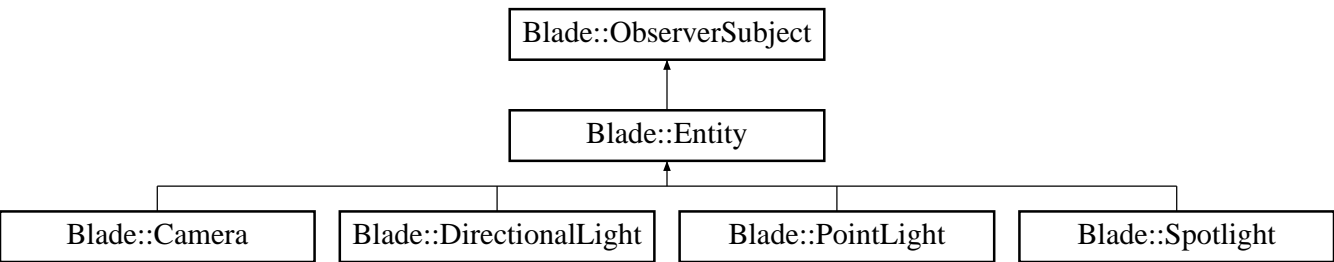 Blade::ObserverSubject
Blade::Entity
Blade::Camera
Blade::DirectionalLight
Blade::PointLight
Blade::Spotlight